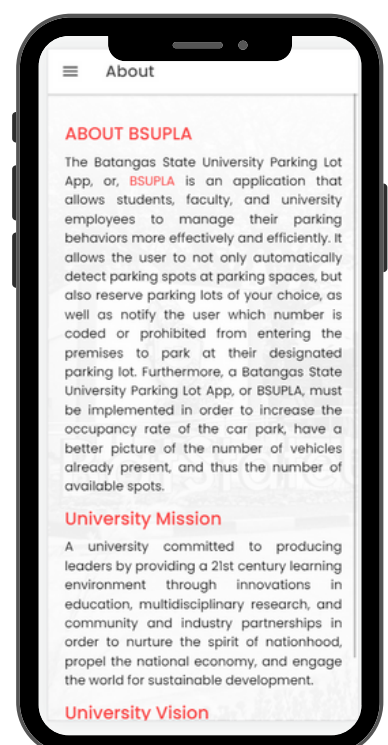 About
ABOUT BSUPLA
The Batangas State University Parking Lot
App, or, BSUPLA is an application that
allows students, faculty, and university
employees to manage their parking
behaviors more effectively and efficiently. It
allows the user to not only automatically
detect parking spots at parking spaces, but
also reserve parking lots of your choice, as
well as notify the user which number is
coded or prohibited from entering the
premises to park at their designated
parking lot. Furthermore, a Batangas State
University Parking Lot App, or BSUPLA, must
be implemented in order to increase the
occupancy rate of the car park, have a
better picture of the number of vehicles
already present, and thus the number of
available spots.
University Mission
A university committed to producing
leaders by providing a 21st century learning
environment through innovations in
education, multidisciplinary research, and
community and industry partnerships in
order to nurture the spirit of nationhood,
propel the national economy, and engage
the world for sustainable development.
University Vision